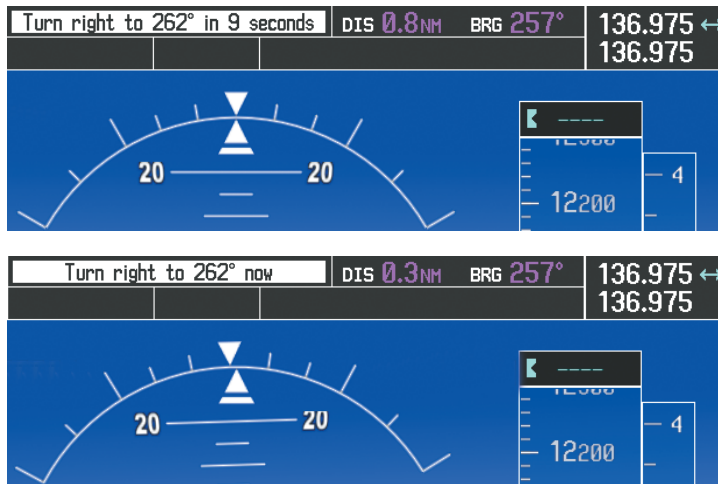 Turn right to 262° in 9 seconds DIS 0.8NM BRG 257° 136.975 ↔
136.975
----
20 20 4
12200
Turn right to 262° now DIS 0.3NM BRG 257° 136.975 ↔
136.975
----
20 20 4
12200